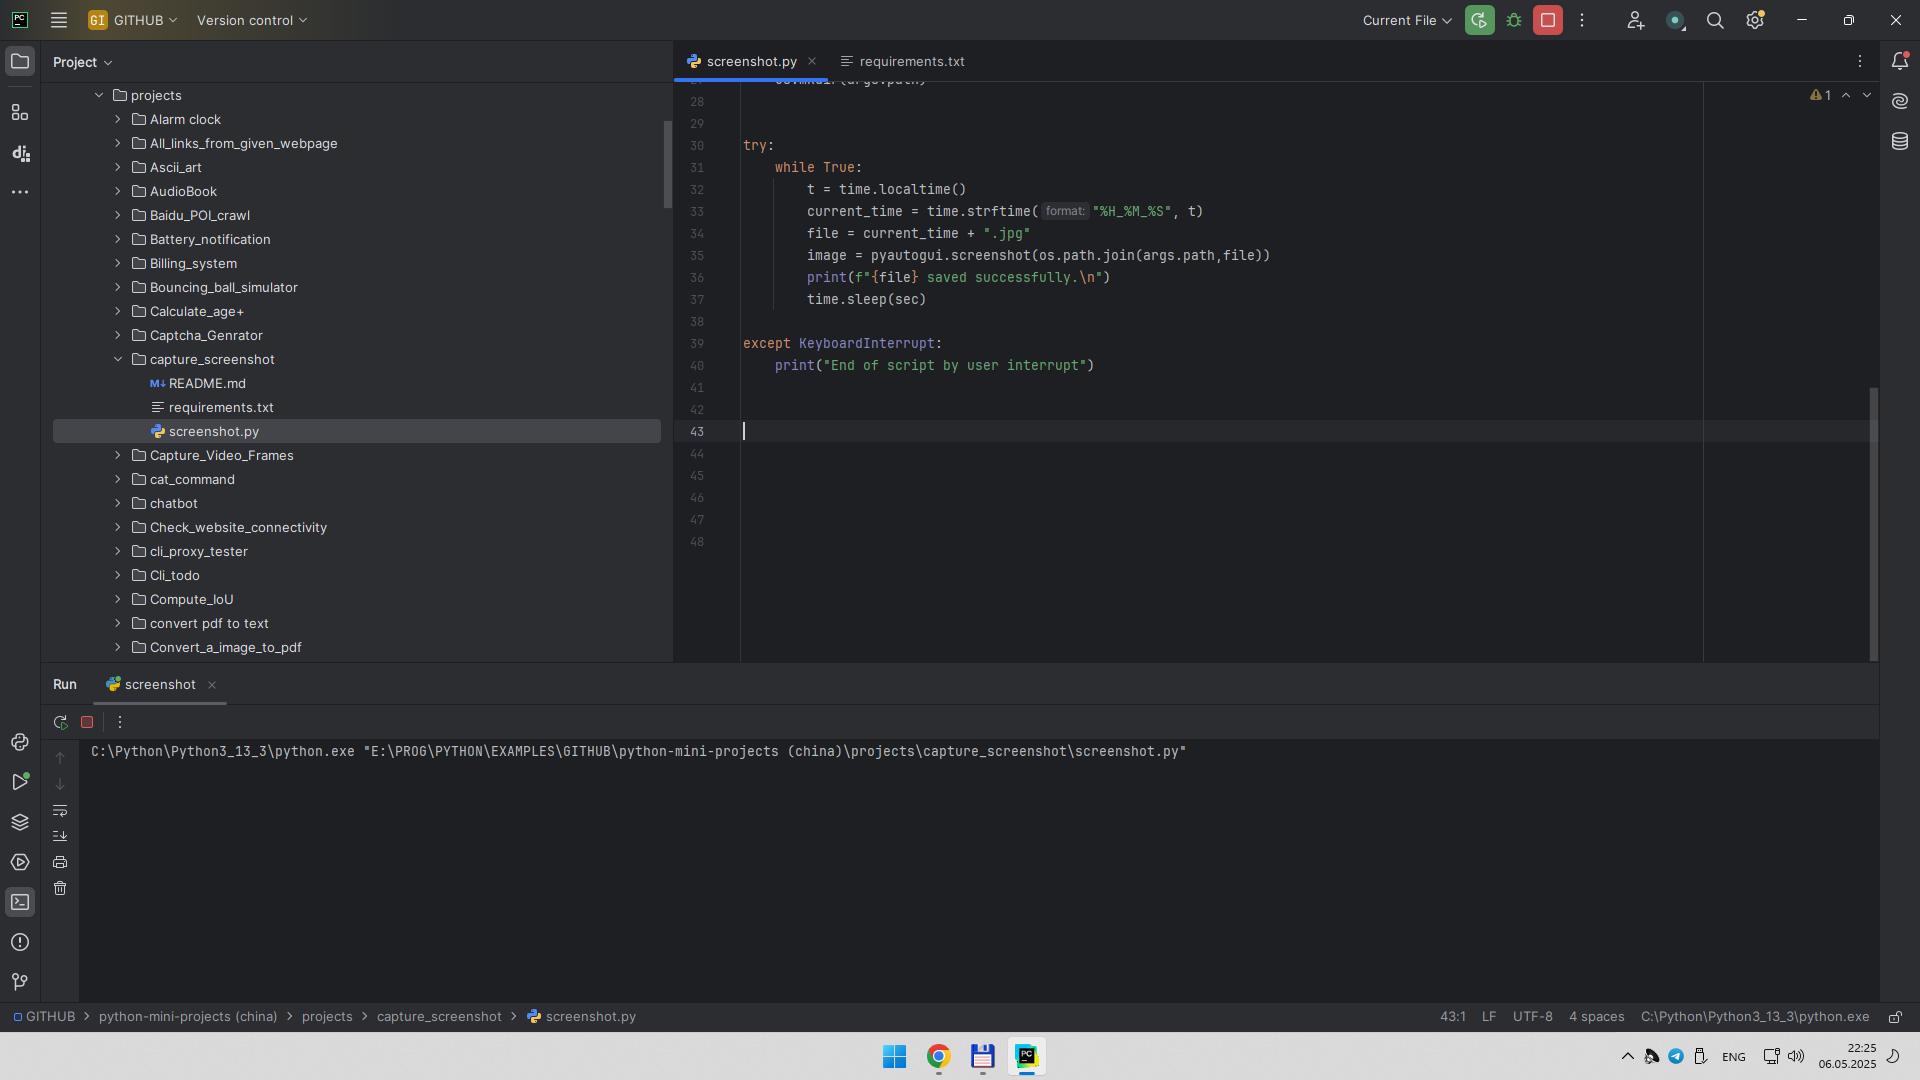 PC
GI GITHUB Version control Current File
Project
screenshot.py
requirements.txt
projects
Alarm clock
All_links_from_given_webpage
Ascii_art
AudioBook
Baidu_POI_crawl
Battery_notification
Billing_system
Bouncing_ball_simulator
Calculate_age+
Captcha_Genrator
capture_screenshot
M↓ README.md
requirements.txt
screenshot.py
Capture_Video_Frames
cat_command
chatbot
Check_website_connectivity
cli_proxy_tester
Cli_todo
Compute_IoU
convert pdf to text
Convert_a_image_to_pdf
1
28
29
30 try:
31 while True:
32 t = time.localtime()
33 current_time = time.strftime( format: "%H_%M_%S", t)
34 file = current_time + ".jpg"
35 image = pyautogui.screenshot(os.path.join(args.path,file))
36 print(f"{file} saved successfully.\n")
37 time.sleep(sec)
38
39 except KeyboardInterrupt:
40 print("End of script by user interrupt")
41
42
43
44
45
46
47
48
Run screenshot
C:\Python\Python3_13_3\python.exe "E:\PROG\PYTHON\EXAMPLES\GITHUB\python-mini-projects (china)\projects\capture_screenshot\screenshot.py"
GITHUB > python-mini-projects (china) > projects > capture_screenshot > screenshot.py
43:1 LF UTF-8 4 spaces C:\Python\Python3_13_3\python.exe
PC
ENG
22:25
06.05.2025